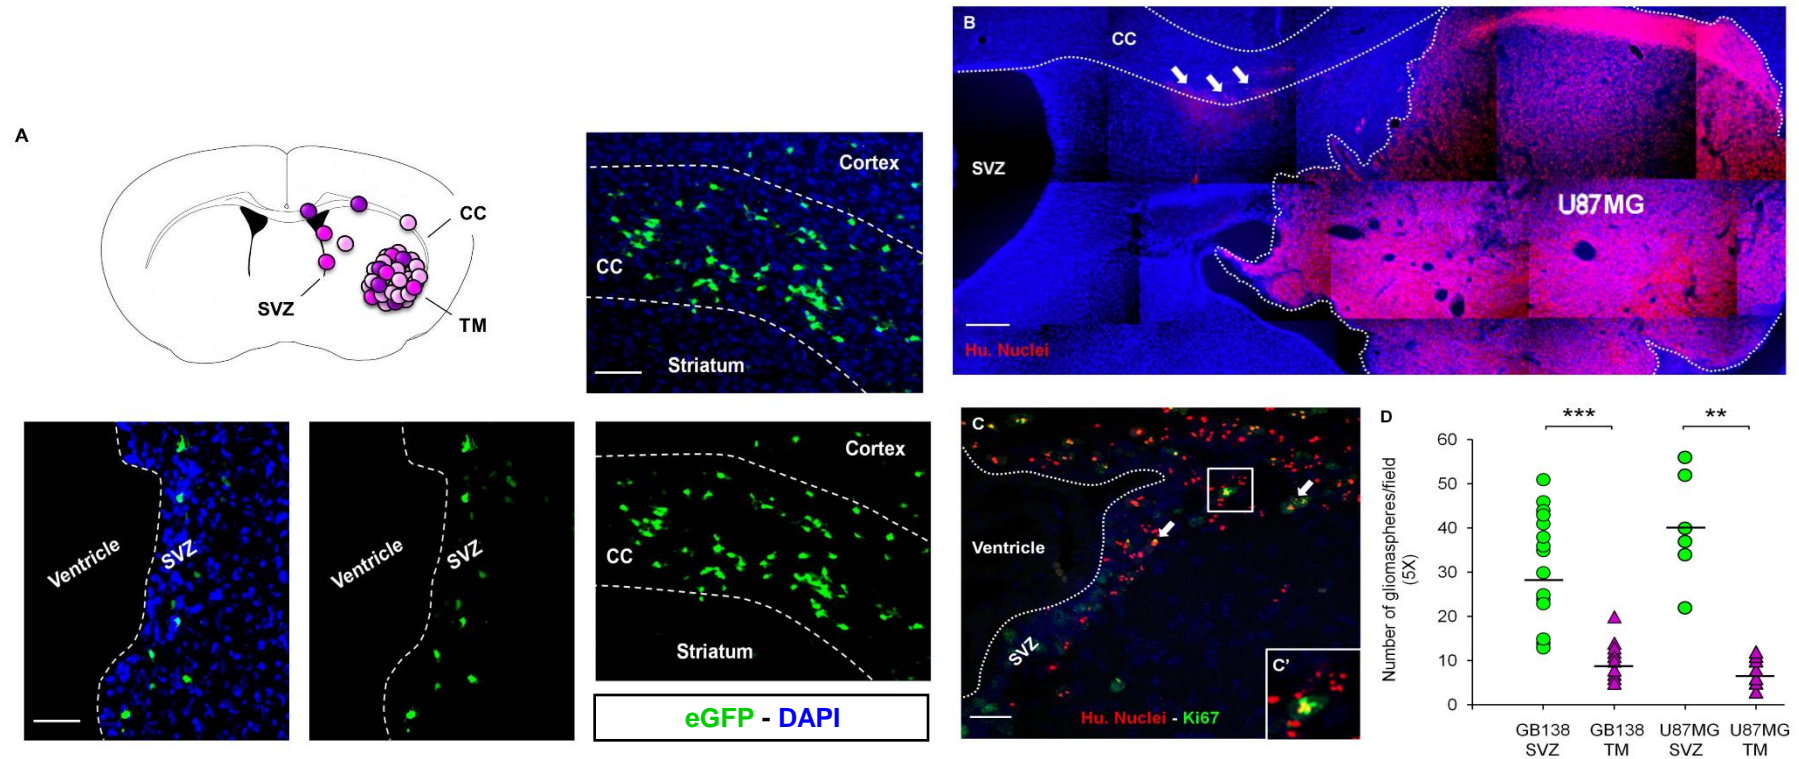 A
CC
SVZ
TM
Cortex
CC
Striatum
Ventricle
SVZ
Ventricle
SVZ
Cortex
CC
Striatum
eGFP - DAPI
B
CC
SVZ
U87MG
Hu. Nuclei
C
Ventricle
SVZ
C'
Hu. Nuclei - Ki67
D
*** **
Number of gliomaspheres/field
(5X)
60
50
40
30
20
10
0
GB138 GB138 U87MG U87MG
SVZ TM SVZ TM